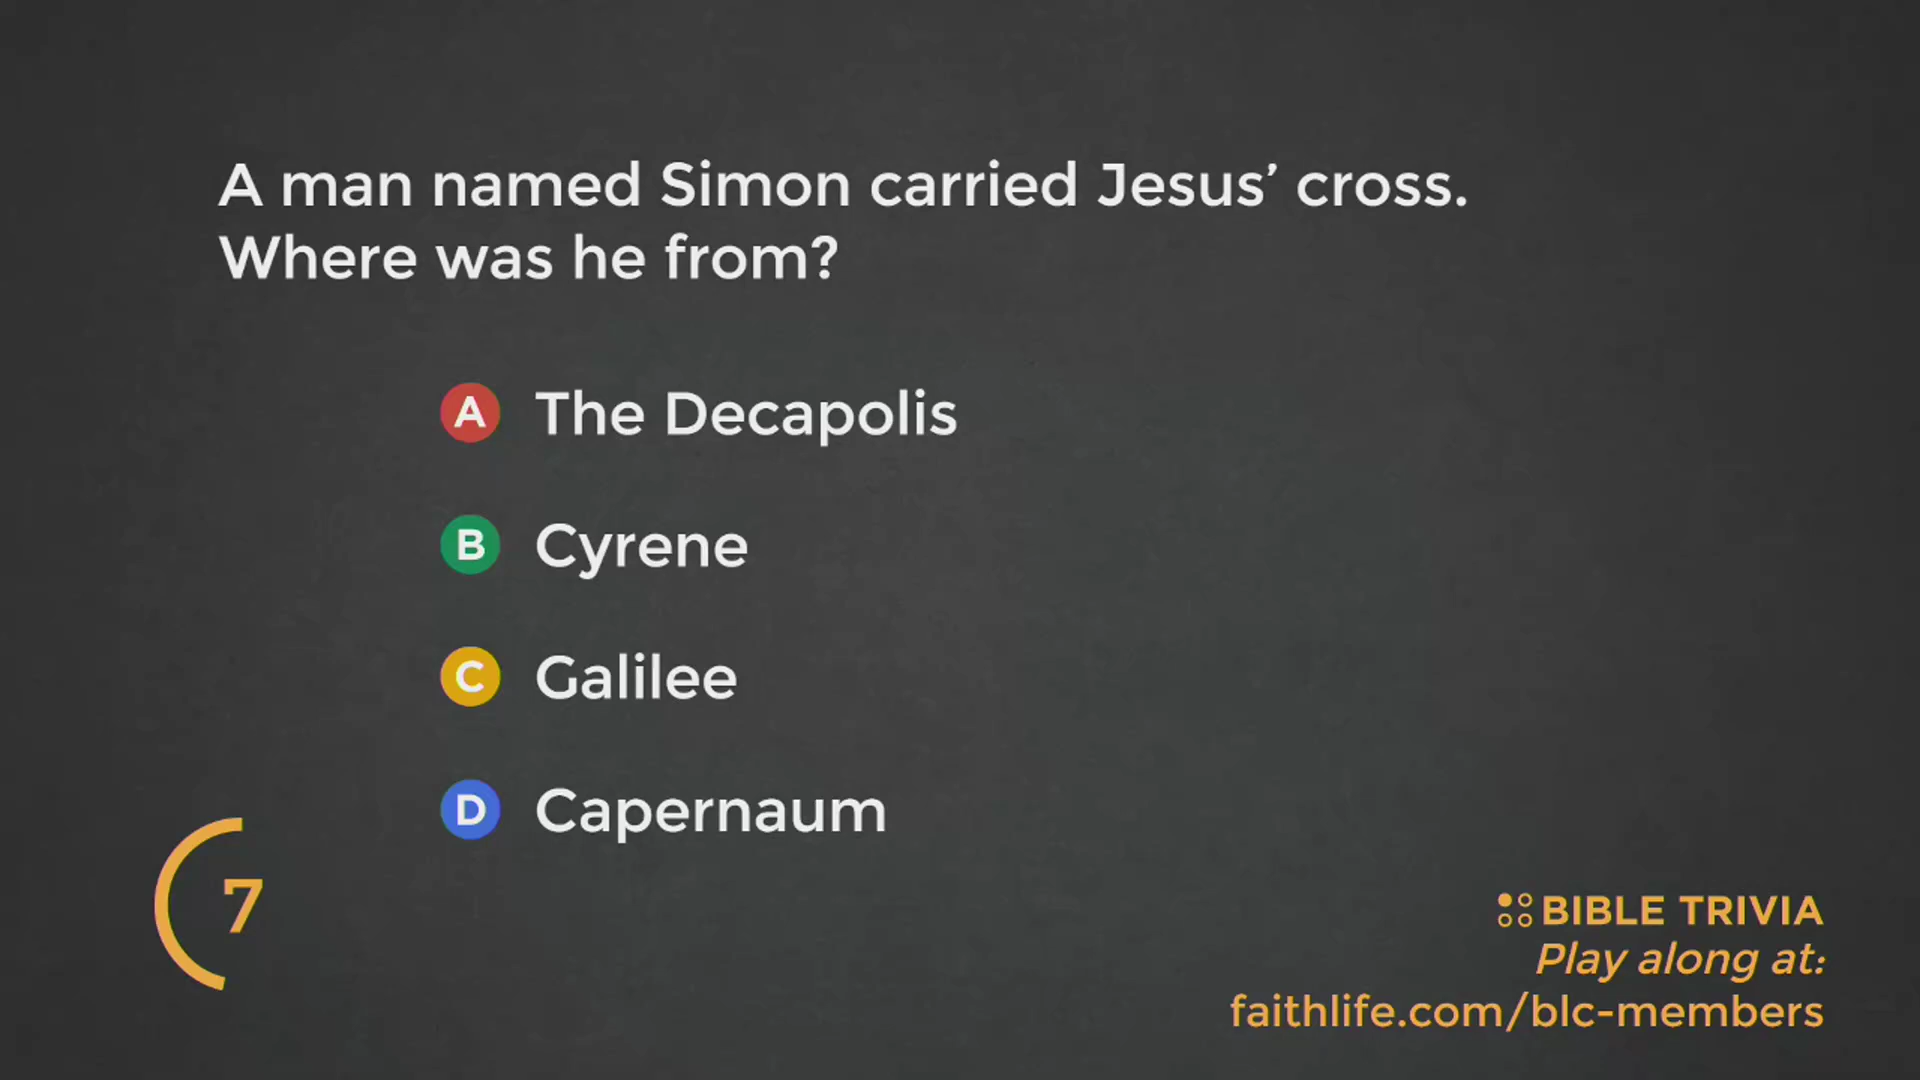 A man named Simon carried Jesus’ cross.
Where was he from?
A The Decapolis
B Cyrene
C Galilee
D Capernaum
7
BIBLE TRIVIA
Play along at:
faithlife.com/blc-members